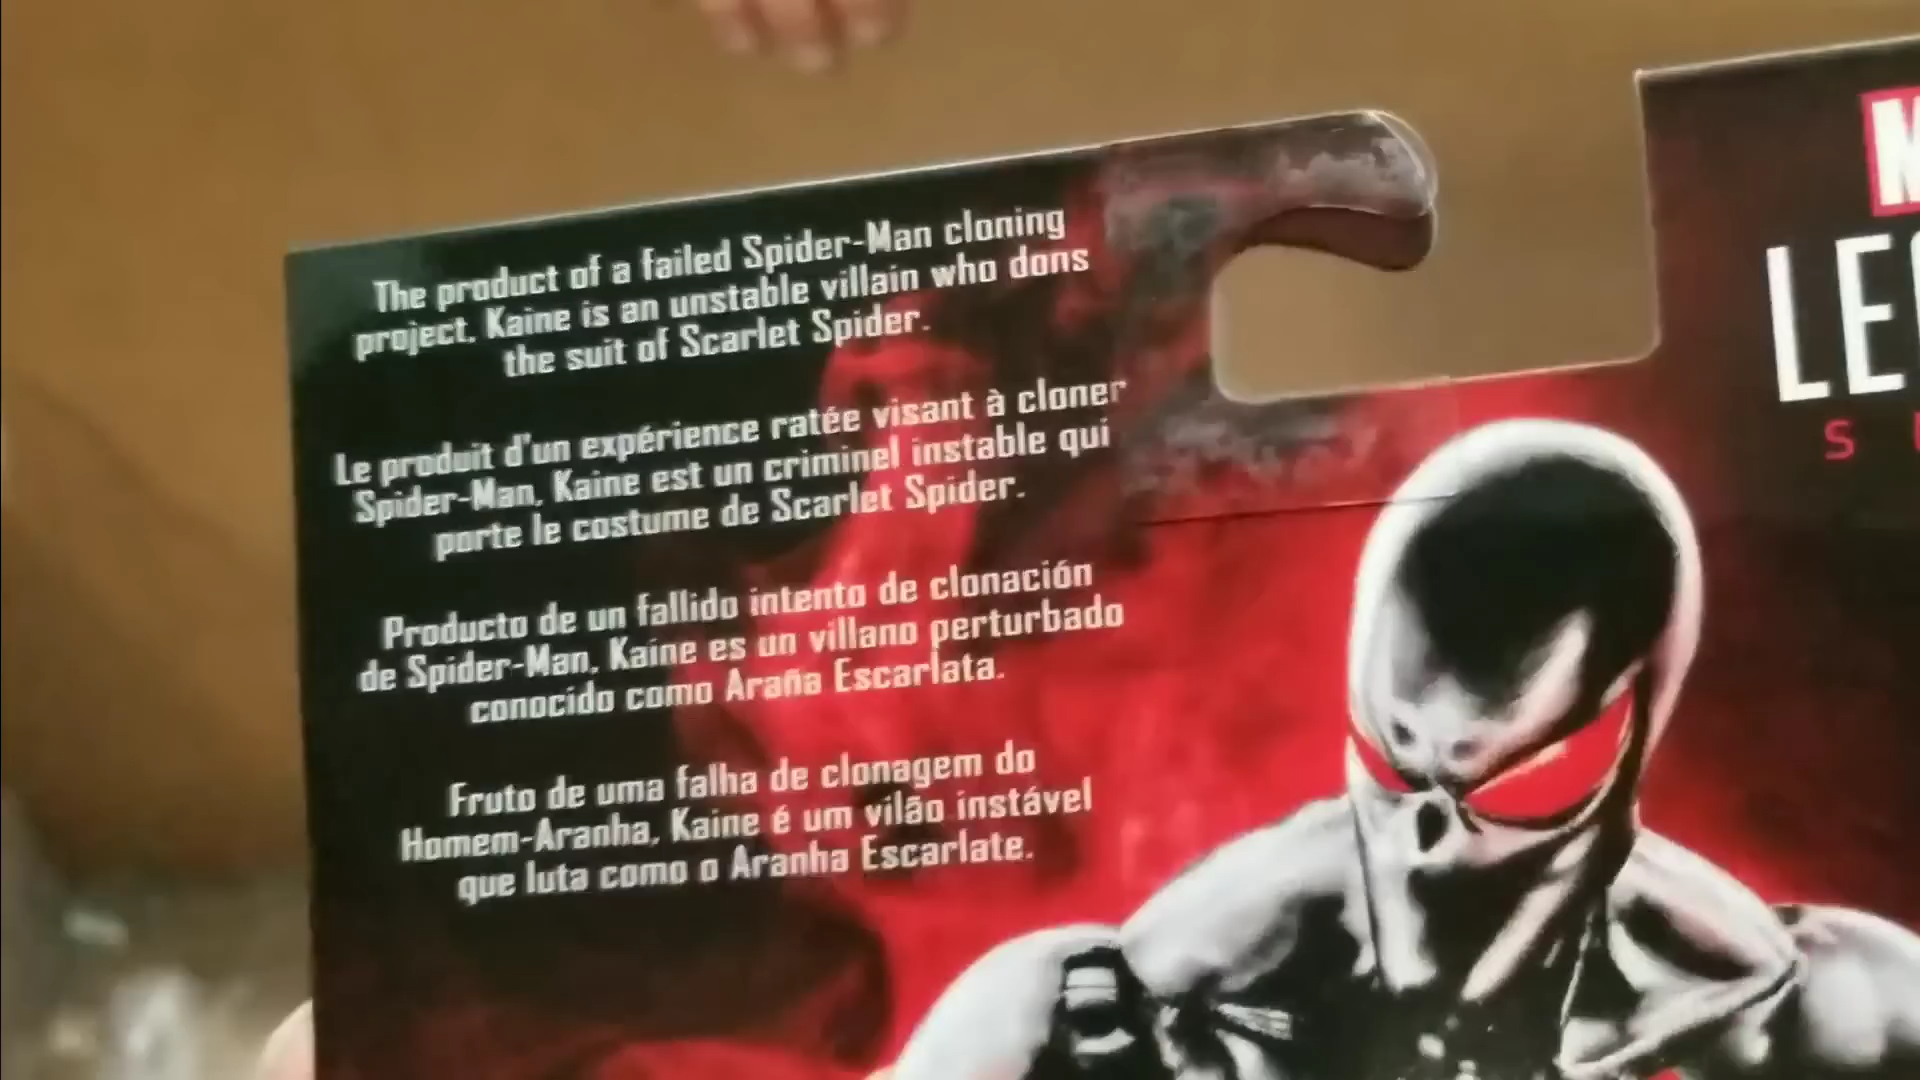 The product of a failed Spider-Man cloning
project, Kaine is an unstable villain who dons
the suit of Scarlet Spider.
Le produit d'un expérience ratée visant à cloner
Spider-Man, Kaine est un criminel instable qui
porte le costume de Scarlet Spider.
Producto de un fallido intento de clonación
de Spider-Man, Kaine es un villano perturbado
conocido como Araña Escarlata.
Fruto de uma falha de clonagem do
Homem-Aranha, Kaine é um vilão instável
que luta como o Aranha Escarlate.